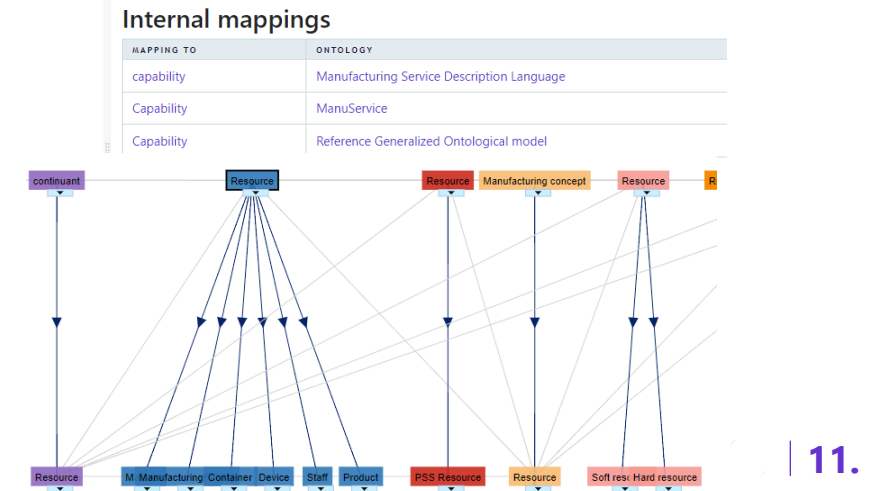 Internal mappings
MAPPING TO ONTOLOGY
capability Manufacturing Service Description Language
Capability ManuService
Capability Reference Generalized Ontological model
continuant Resource Resource Manufacturing concept Resource R
Resource Manufacturing Container Device Staff Product PSS Resource Resource Soft Hard resource
11.